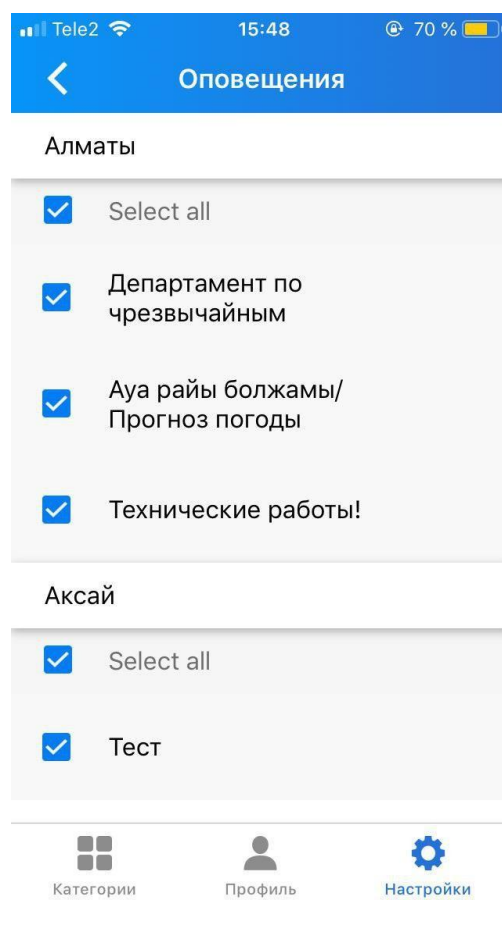 Tele2 15:48 70 %
Оповещения
Алматы
Select all
Департамент по
чрезвычайным
Ауа райы болжамы/
Прогноз погоды
Технические работы!
Аксай
Select all
Тест
Категории Профиль Настройки